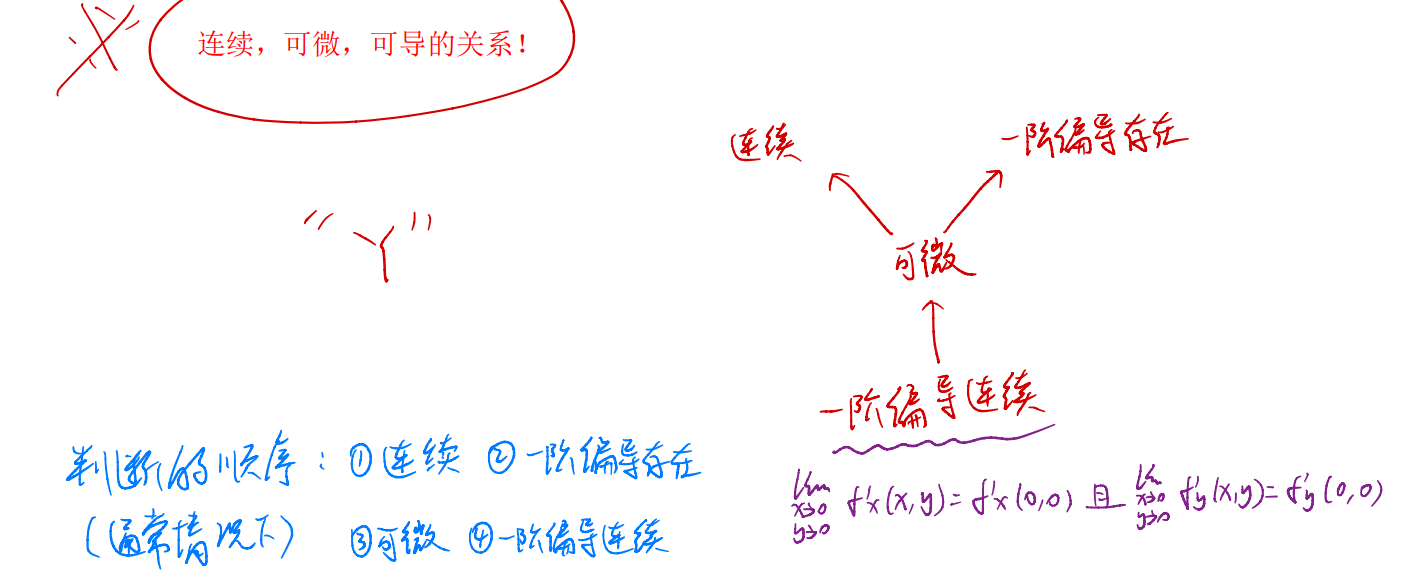 连续，可微，可导的关系！
连续
一阶偏导存在
"Y"
可微
一阶偏导连续
判断的顺序：①连续 ②一阶偏导存在
(通常情况下) ③可微 ④一阶偏导连续
lim x→0 y→0 f'x(x,y)=f'x(0,0) 且 lim x→0 y→0 f'y(x,y)=f'y(0,0)